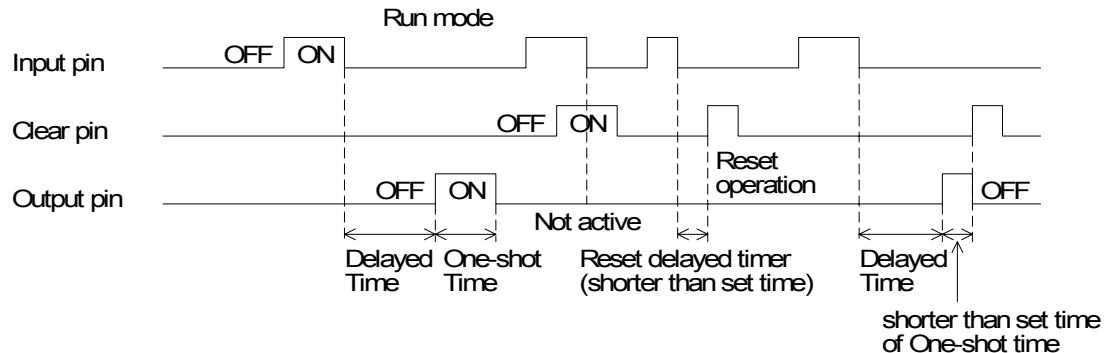 Run mode
Input pin
OFF
ON
Clear pin
OFF
ON
Reset
operation
Output pin
OFF
ON
OFF
Not active
Delayed
Time
One-shot
Time
Reset delayed timer
(shorter than set time)
Delayed
Time
shorter than set time
of One-shot time